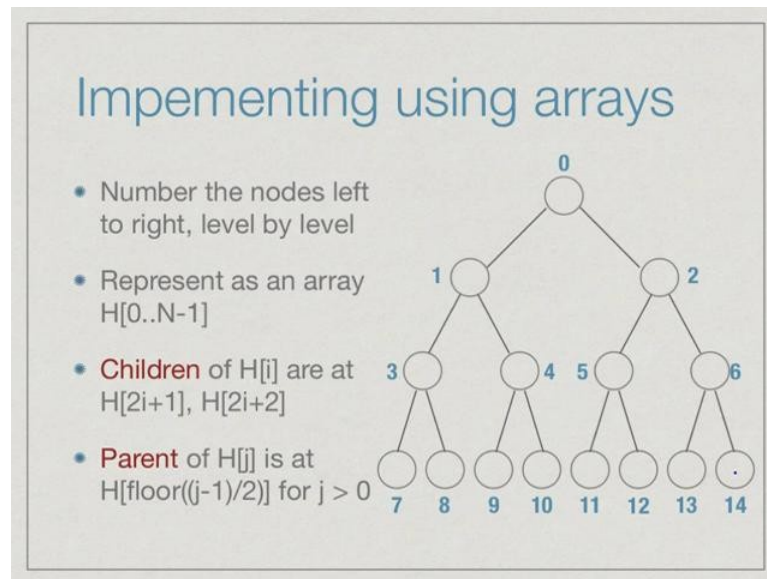 Impementing using arrays
• Number the nodes left
to right, level by level
• Represent as an array
H[0..N-1]
• Children of H[i] are at
H[2i+1], H[2i+2]
• Parent of H[j] is at
H[floor((j-1)/2)] for j > 0
0
1
2
3
4
5
6
7
8
9
10
11
12
13
14